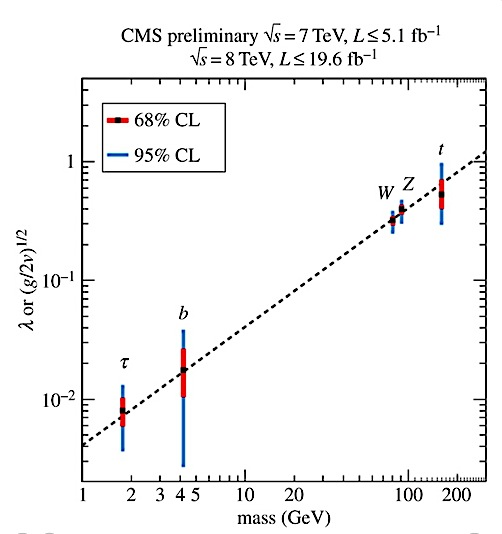 CMS preliminary √s = 7 TeV, L ≤ 5.1 fb⁻¹
√s = 8 TeV, L ≤ 19.6 fb⁻¹
68% CL
95% CL
t
W Z
b
τ
1
10⁻¹
10⁻²
λ or (g/2v)^1/2
1 2 3 4 5 10 20 100 200
mass (GeV)